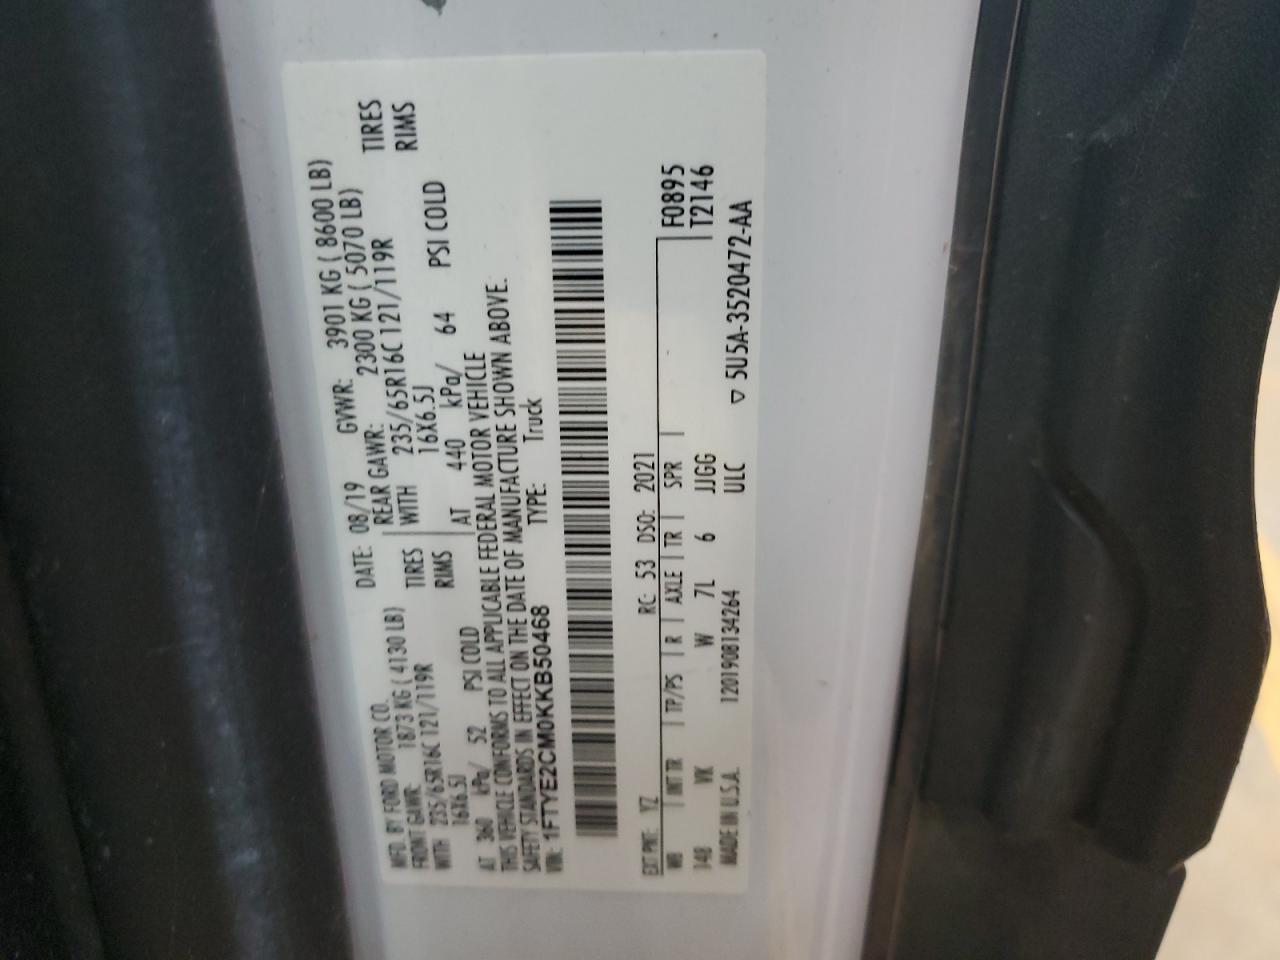 MFD. BY FORD MOTOR CO.
DATE: 08/19 GVWR: 3901 KG ( 8600 LB)
FRONT GAWR: 1873 KG ( 4130 LB) REAR GAWR: 2300 KG ( 5070 LB)
WITH 235/65R16C 121/119R TIRES WITH 235/65R16C 121/119R TIRES
16X6.5J RIMS 16X6.5J RIMS
AT 360 kPa/ 52 PSI COLD AT 440 kPa/ 64 PSI COLD
THIS VEHICLE CONFORMS TO ALL APPLICABLE FEDERAL MOTOR VEHICLE
SAFETY STANDARDS IN EFFECT ON THE DATE OF MANUFACTURE SHOWN ABOVE.
VIN: 1FTYE2CM0KKB50468 TYPE: Truck
EXT PNT: YZ RC: 53 DSO: 2021
WB INT TR TP/PS R AXLE TR SPR F0895
148 VK W 7L 6 JJGG T2146
MADE IN U.S.A. 1201908134264 ULC
▽ 5U5A-3520472-AA